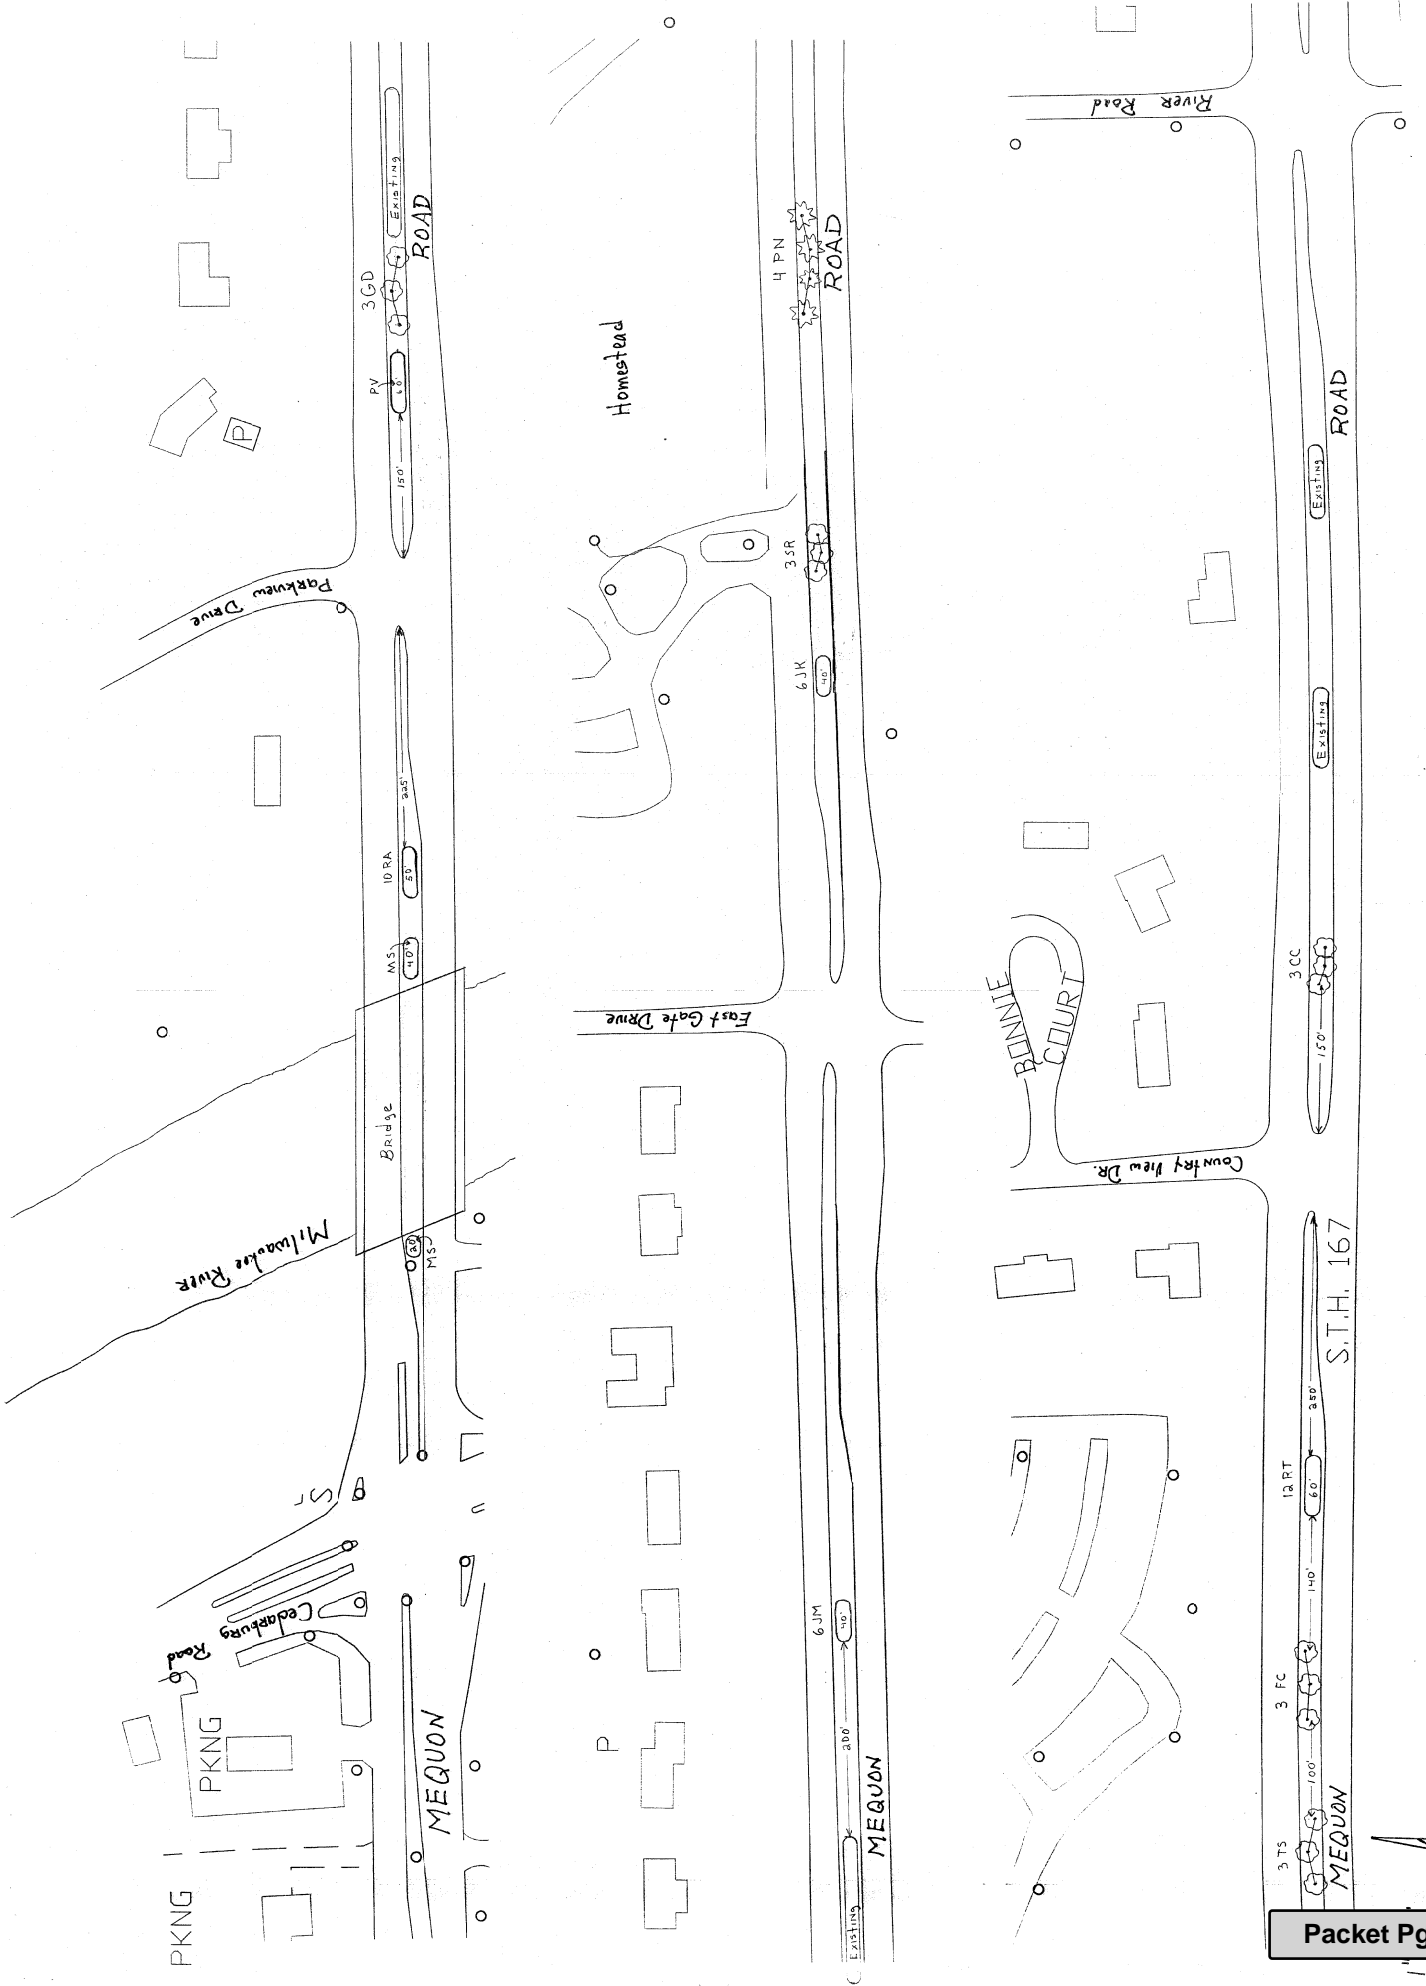 Existing
3 GD
ROAD
PV
60'
150'
Parkview Drive
225'
10 RA
50'
MS
40'
Bridge
Milwaukee River
20'
MS
Cedarburg
Road
PKNG
PKNG
MEQUON
P
4 PN
ROAD
Homestead
3 SR
6 JK
40'
East Gate Drive
6 JM
40'
200'
P
MEQUON
Existing
River Road
ROAD
Existing
Existing
3 CC
150'
BONNIE
COURT
Country View DR.
S.T.H. 167
250'
12 RT
60'
140'
3 FC
100'
3 TS
MEQUON
Packet Pg